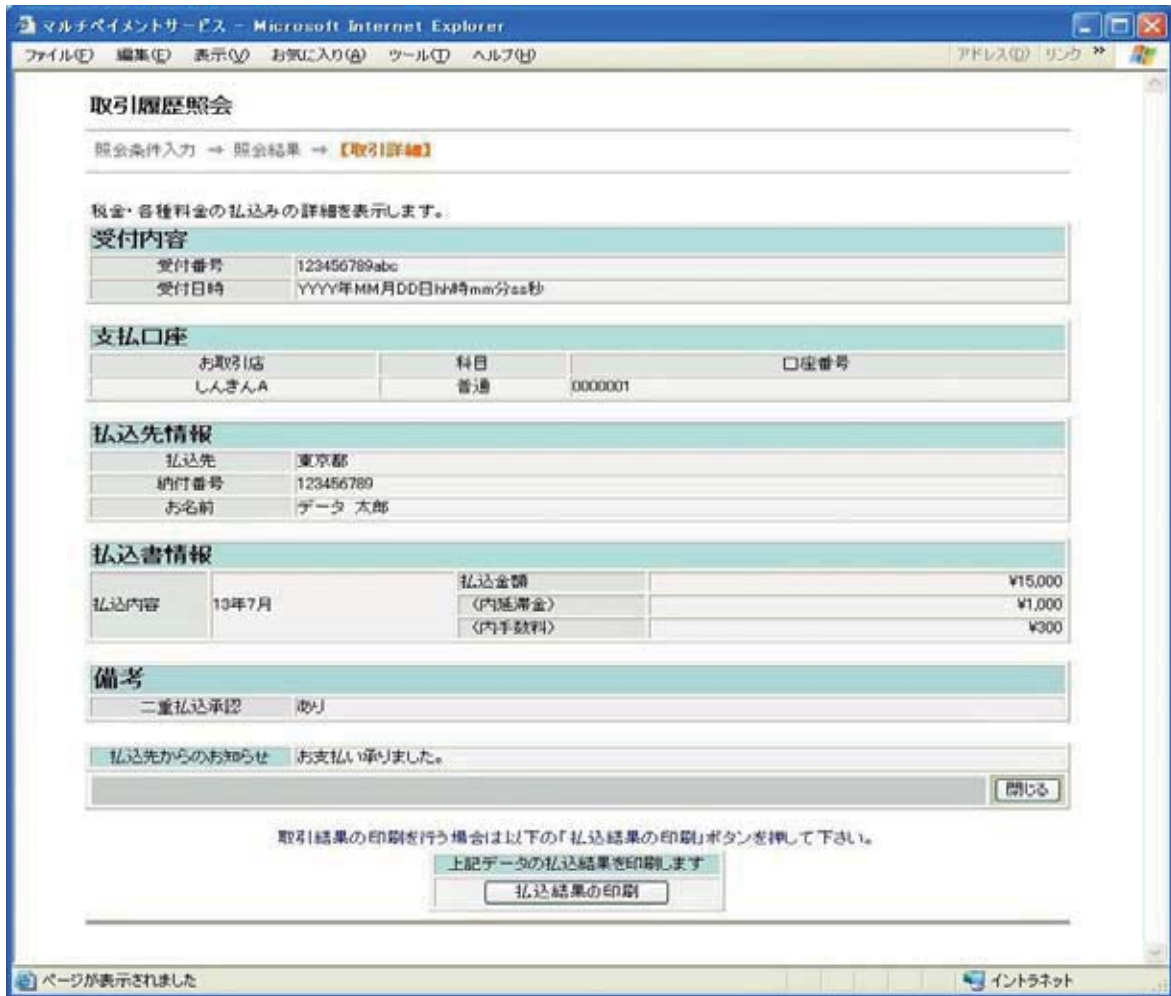 マルチペイメントサービス - Microsoft Internet Explorer
ファイル(F) 編集(E) 表示(V) お気に入り(A) ツール(T) ヘルプ(H) アドレス(D) リンク »
取引履歴照会
照会条件入力 ⇒ 照会結果 ⇒ 【取引詳細】
税金・各種料金の払込みの詳細を表示します。
受付内容
受付番号 123456789abc
受付日時 YYYY年MM月DD日hh時mm分ss秒
支払口座
お取引店 科目 口座番号
しんきんA 普通 0000001
払込先情報
払込先 東京都
納付番号 123456789
お名前 データ 太郎
払込書情報
払込金額 ¥15,000
払込内容 13年7月 (内延滞金) ¥1,000
(内手数料) ¥300
備考
二重払込承認 あり
払込先からのお知らせ お支払い承りました。
閉じる
取引結果の印刷を行う場合は以下の「払込結果の印刷」ボタンを押して下さい。
上記データの払込結果を印刷します
払込結果の印刷
ページが表示されました イントラネット